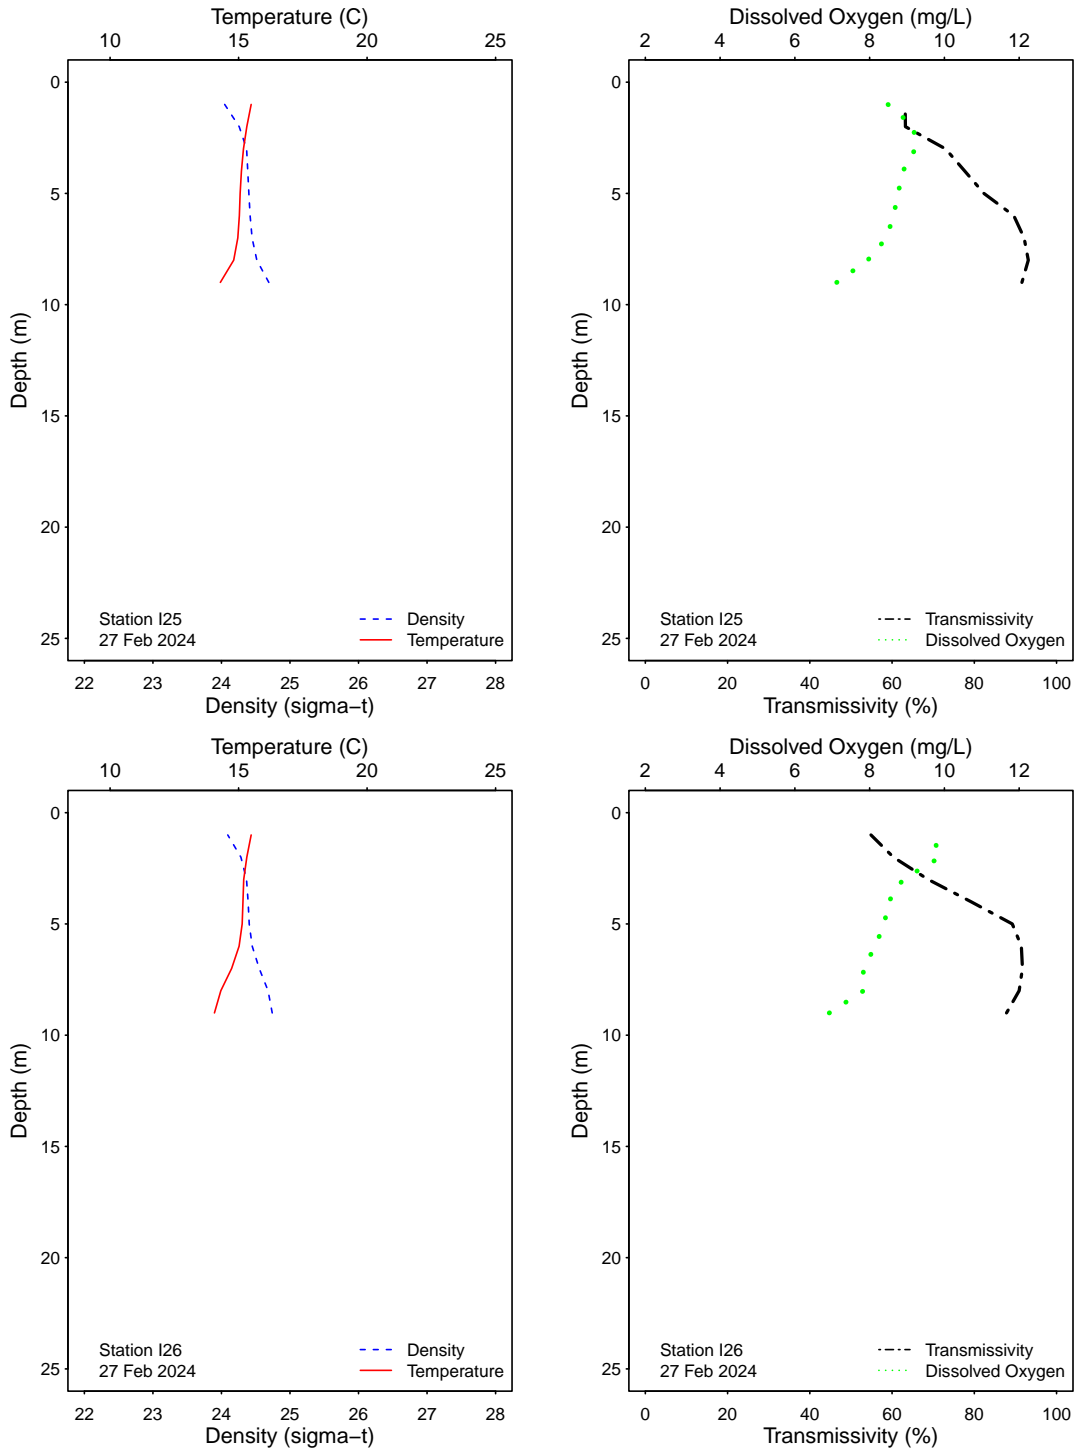 Temperature (C)
10 15 20 25
0
5
10
15
20
25
Depth (m)
Station I25
27 Feb 2024
Density
Temperature
22 23 24 25 26 27 28
Density (sigma−t)
Dissolved Oxygen (mg/L)
2 4 6 8 10 12
0
5
10
15
20
25
Depth (m)
Station I25
27 Feb 2024
Transmissivity
Dissolved Oxygen
0 20 40 60 80 100
Transmissivity (%)
Temperature (C)
10 15 20 25
0
5
10
15
20
25
Depth (m)
Station I26
27 Feb 2024
Density
Temperature
22 23 24 25 26 27 28
Density (sigma−t)
Dissolved Oxygen (mg/L)
2 4 6 8 10 12
0
5
10
15
20
25
Depth (m)
Station I26
27 Feb 2024
Transmissivity
Dissolved Oxygen
0 20 40 60 80 100
Transmissivity (%)